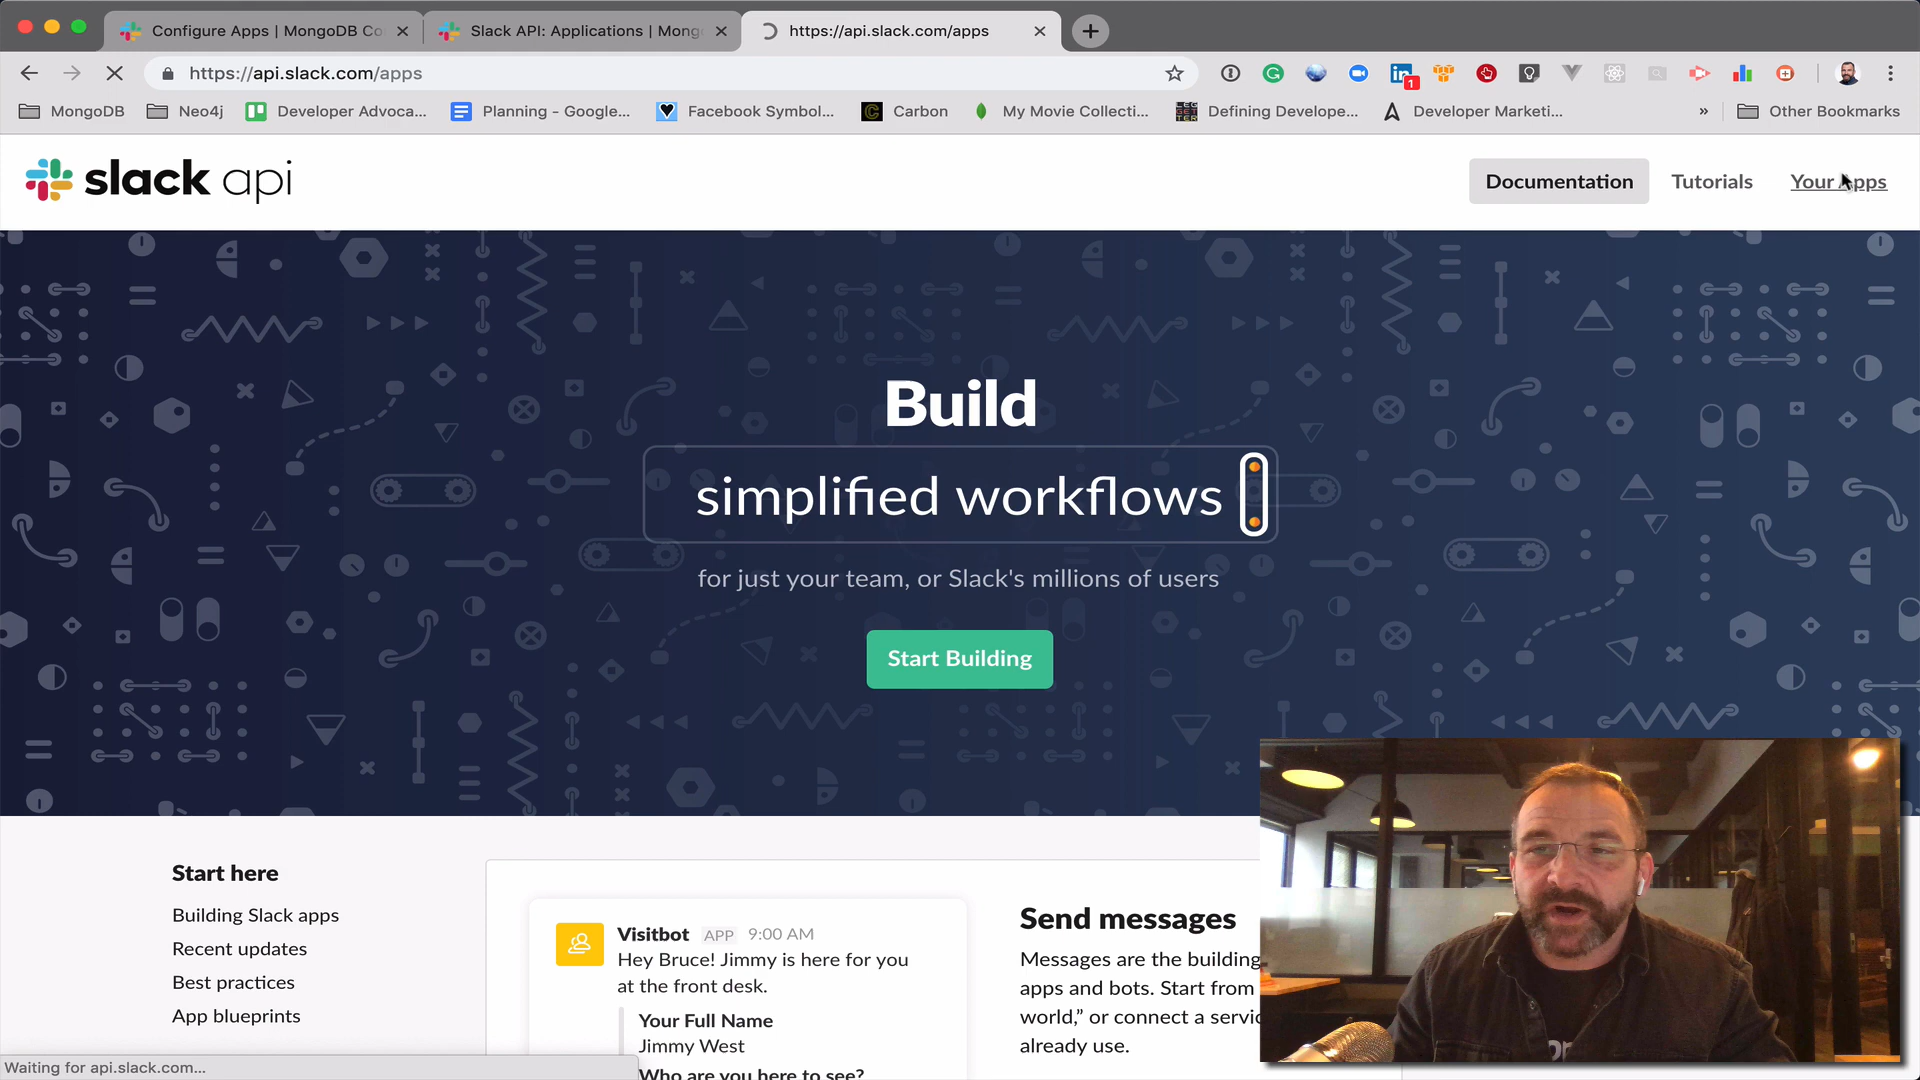 Configure Apps | MongoDB Co
Slack API: Applications | Mong
https://api.slack.com/apps
https://api.slack.com/apps
1
MongoDB
Neo4j
Developer Advoca...
Planning - Google...
Facebook Symbol...
Carbon
My Movie Collecti...
Defining Develope...
Developer Marketi...
»
Other Bookmarks
slack api
Documentation
Tutorials
Your Apps
Build
simplified workflows
for just your team, or Slack's millions of users
Start Building
Start here
Building Slack apps
Recent updates
Best practices
App blueprints
Visitbot APP 9:00 AM
Hey Bruce! Jimmy is here for you
at the front desk.
Your Full Name
Jimmy West
Who are you here to see?
Send messages
Messages are the building
apps and bots. Start from
world,” or connect a servic
already use.
Waiting for api.slack.com...